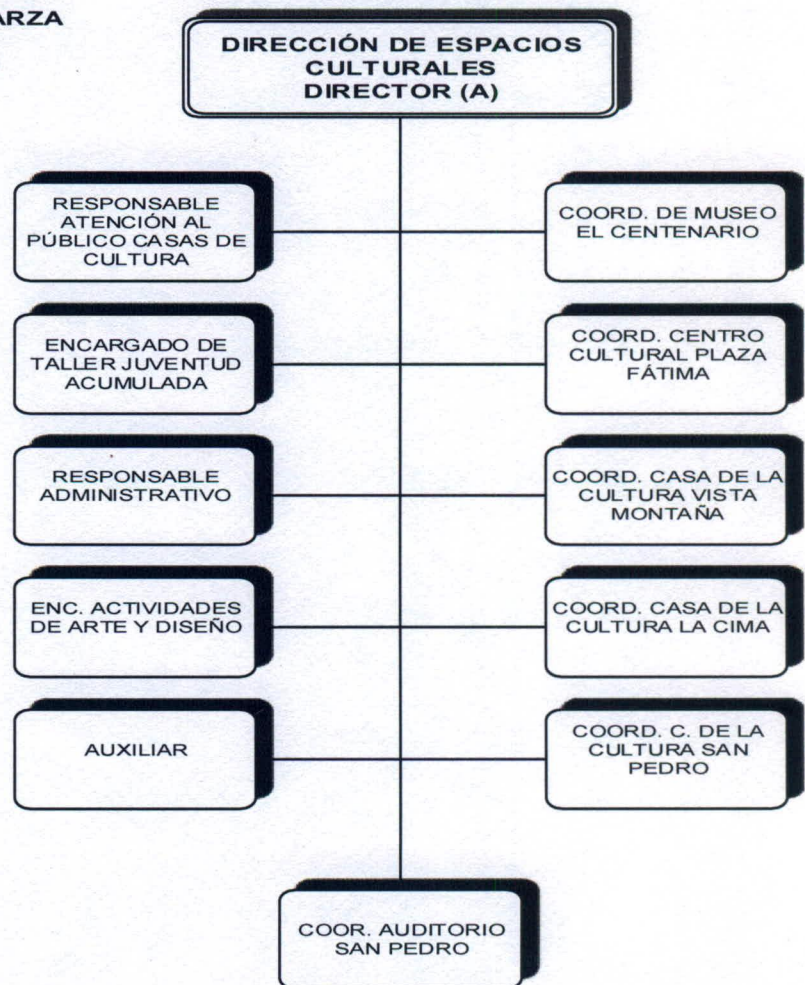 ARZA
DIRECCIÓN DE ESPACIOS
CULTURALES
DIRECTOR (A)
RESPONSABLE
ATENCIÓN AL
PÚBLICO CASAS DE
CULTURA
COORD. DE MUSEO
EL CENTENARIO
ENCARGADO DE
TALLER JUVENTUD
ACUMULADA
COORD. CENTRO
CULTURAL PLAZA
FÁTIMA
RESPONSABLE
ADMINISTRATIVO
COORD. CASA DE LA
CULTURA VISTA
MONTAÑA
ENC. ACTIVIDADES
DE ARTE Y DISEÑO
COORD. CASA DE LA
CULTURA LA CIMA
AUXILIAR
COORD. C. DE LA
CULTURA SAN
PEDRO
COOR. AUDITORIO
SAN PEDRO